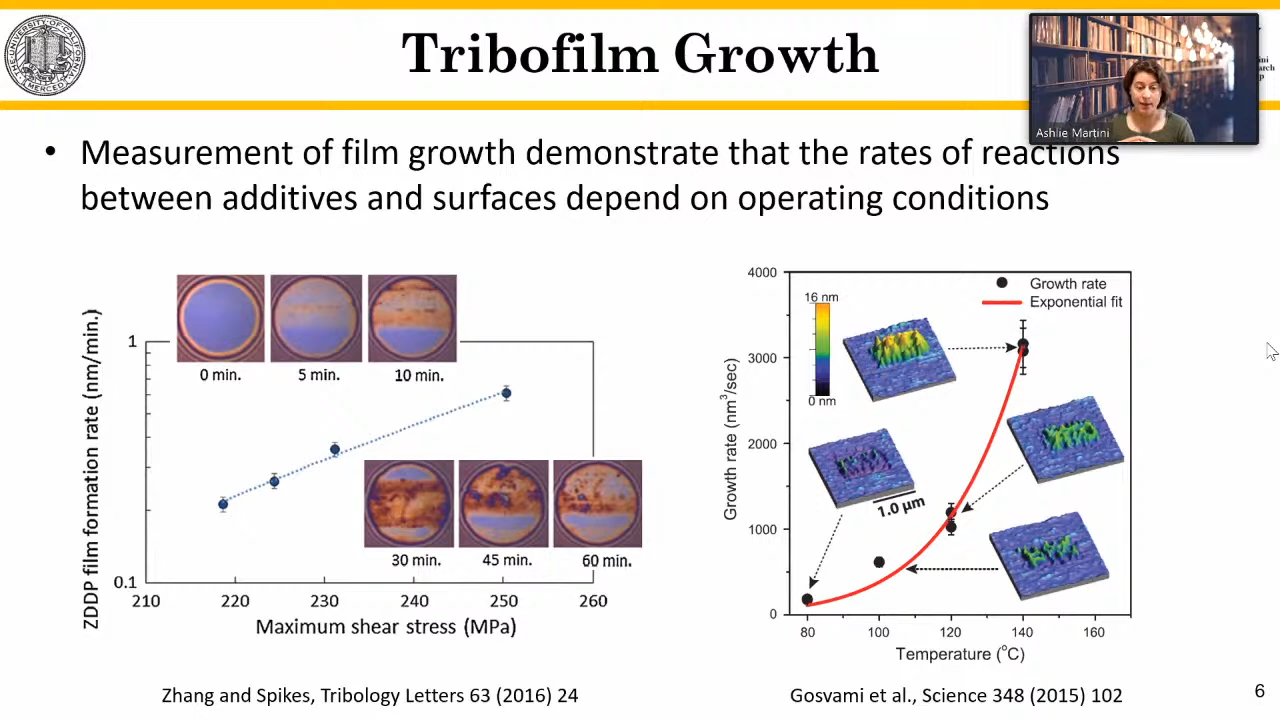 Tribofilm Growth
Ashlie Martini
• Measurement of film growth demonstrate that the rates of reactions
between additives and surfaces depend on operating conditions
ZDDP film formation rate (nm/min.)
1
0.1
0 min.
5 min.
10 min.
30 min.
45 min.
60 min.
210
220
230
240
250
260
Maximum shear stress (MPa)
Zhang and Spikes, Tribology Letters 63 (2016) 24
Growth rate (nm³/sec)
4000
3000
2000
1000
0
Growth rate
Exponential fit
16 nm
0 nm
1.0 μm
80
100
120
140
160
Temperature (°C)
Gosvami et al., Science 348 (2015) 102
6